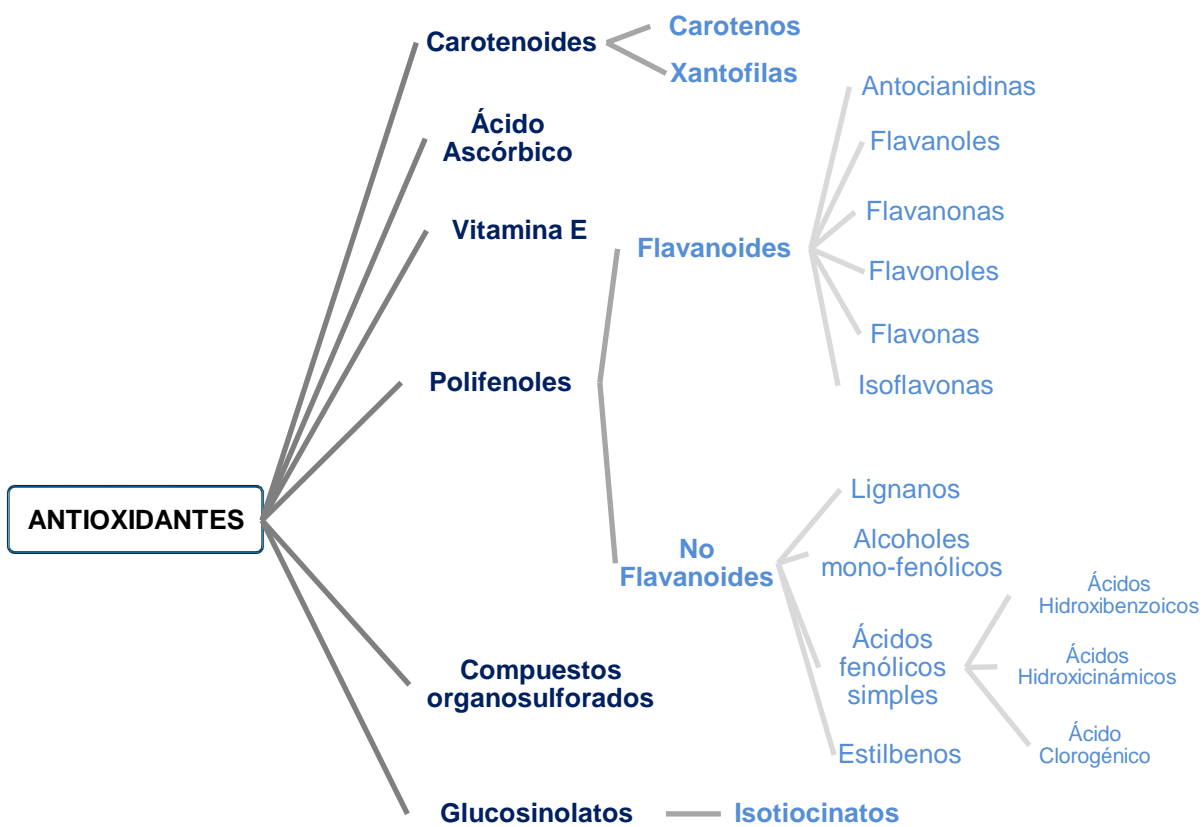 Carotenoides
Carotenos
Xantofilas
Ácido
Ascórbico
Vitamina E
Polifenoles
Flavanoides
Antocianidinas
Flavanoles
Flavanonas
Flavonoles
Flavonas
Isoflavonas
ANTIOXIDANTES
No
Flavanoides
Lignanos
Alcoholes
mono-fenólicos
Ácidos
fenólicos
simples
Ácidos
Hidroxibenzoicos
Ácidos
Hidroxicinámicos
Ácido
Clorogénico
Estilbenos
Compuestos
organosulforados
Glucosinolatos
Isotiocinatos